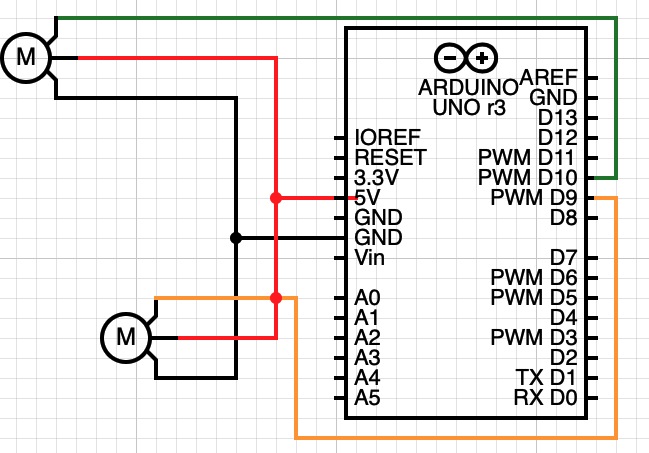 M
ARDUINO
UNO r3
AREF
GND
D13
D12
IOREF
RESET PWM D11
3.3V PWM D10
5V PWM D9
GND D8
GND
Vin D7
PWM D6
A0 PWM D5
A1 D4
M A2 PWM D3
A3 D2
A4 TX D1
A5 RX D0